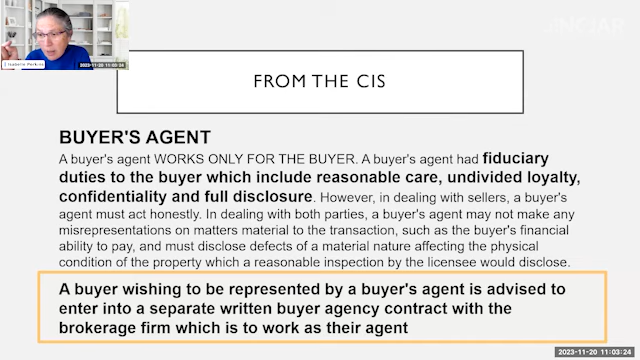 NCJAR
Isabelle Perkins
2023-11-20 11:03:24
FROM THE CIS
BUYER'S AGENT
A buyer's agent WORKS ONLY FOR THE BUYER. A buyer's agent had fiduciary
duties to the buyer which include reasonable care, undivided loyalty,
confidentiality and full disclosure. However, in dealing with sellers, a buyer's
agent must act honestly. In dealing with both parties, a buyer's agent may not make any
misrepresentations on matters material to the transaction, such as the buyer's financial
ability to pay, and must disclose defects of a material nature affecting the physical
condition of the property which a reasonable inspection by the licensee would disclose.
A buyer wishing to be represented by a buyer's agent is advised to
enter into a separate written buyer agency contract with the
brokerage firm which is to work as their agent
2023-11-20 11:03:24